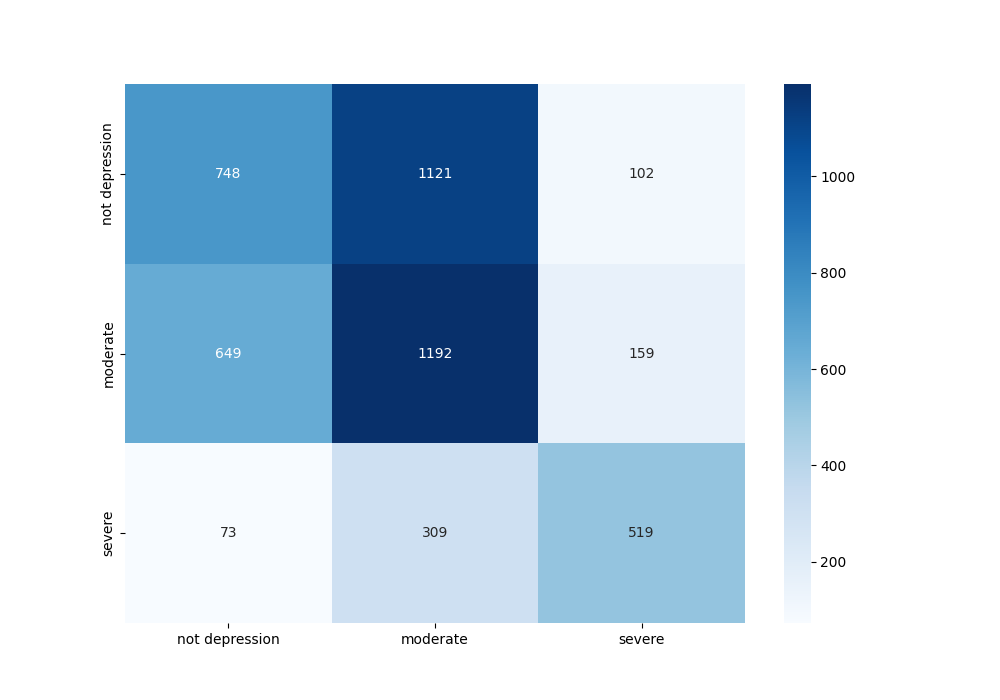 not depression
748
1121
102
1000
800
moderate
649
1192
159
600
400
severe
73
309
519
200
not depression
moderate
severe